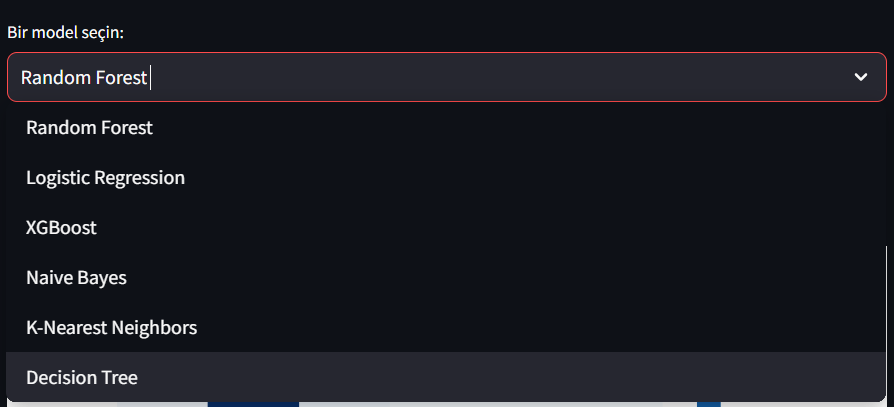 Bir model seçin:
Random Forest
Random Forest
Logistic Regression
XGBoost
Naive Bayes
K-Nearest Neighbors
Decision Tree